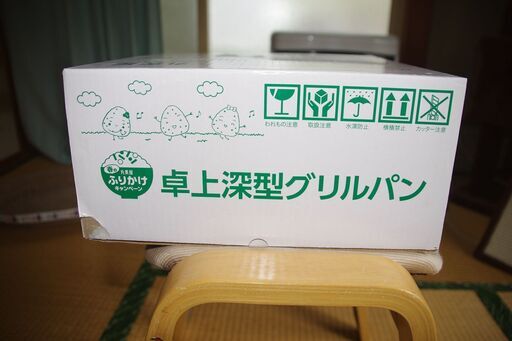 われもの注意 取扱注意 水濡防止 横積禁止 カッター注意
丸美屋
ふりかけ
キャンペーン
卓上深型グリルパン